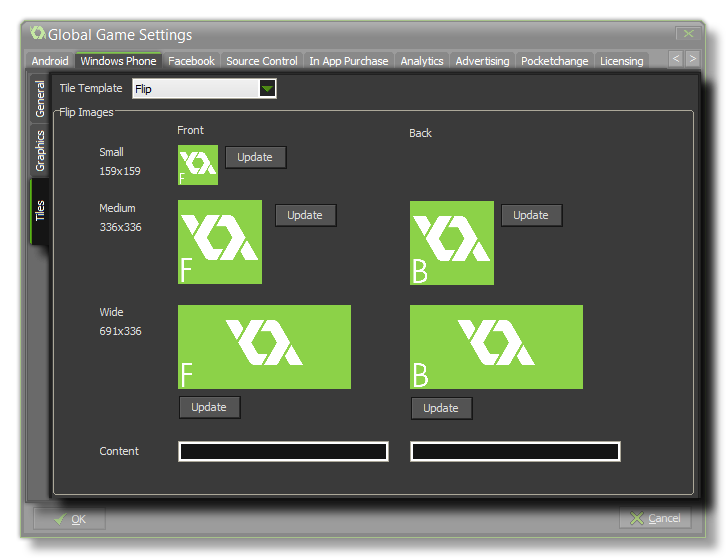 Global Game Settings
Android Windows Phone Facebook Source Control In App Purchase Analytics Advertising Pocketchange Licensing < >
General
Graphics
Tiles
Tile Template Flip
Flip Images
Front Back
Small
159x159
F
Update
Medium
336x336
F
Update
B
Update
Wide
691x336
F
Update
B
Update
Content
OK Cancel